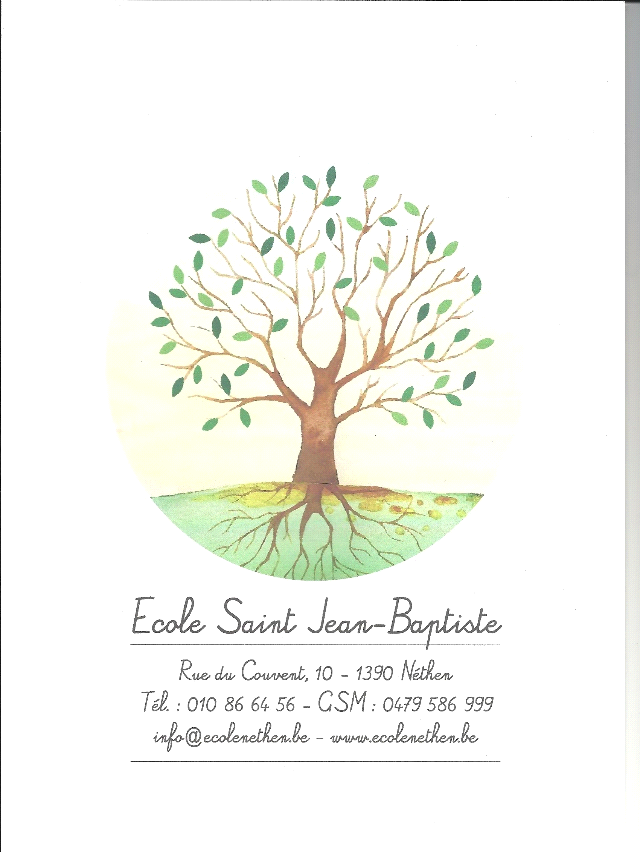 Ecole Saint Jean-Baptiste
Rue du Couvent, 10 - 1390 Néthen
Tél. : 010 86 64 56 - GSM : 0479 586 999
info@ecolenethen.be - www.ecolenethen.be